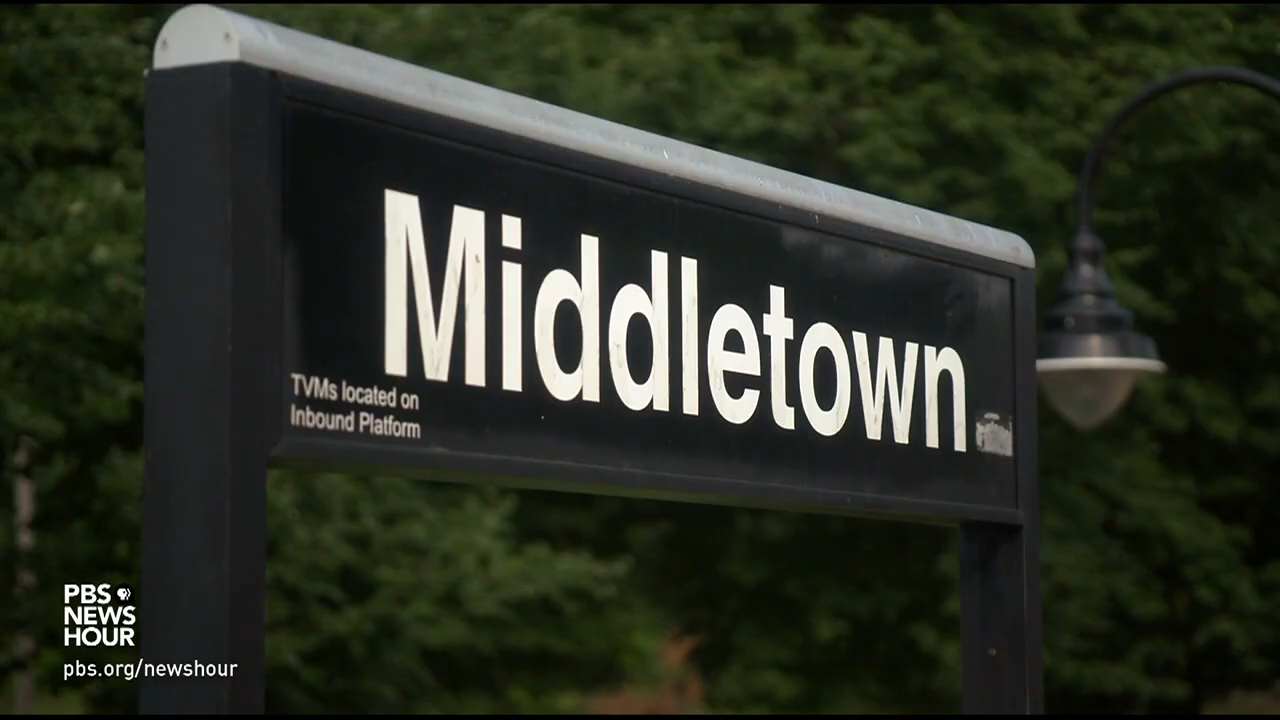 Middletown
TVMs located on
Inbound Platform
PBS
NEWS
HOUR
pbs.org/newshour